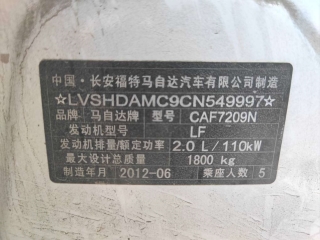 中国·长安福特马自达汽车有限公司制造
☆LVSHDAMC9CN549997☆
品牌 马自达牌 型号 CAF7209N
发动机型号 LF
发动机排量/额定功率 2.0 L/110kW
最大设计总质量 1800 kg
制造年月 2012-06 乘座人数 5